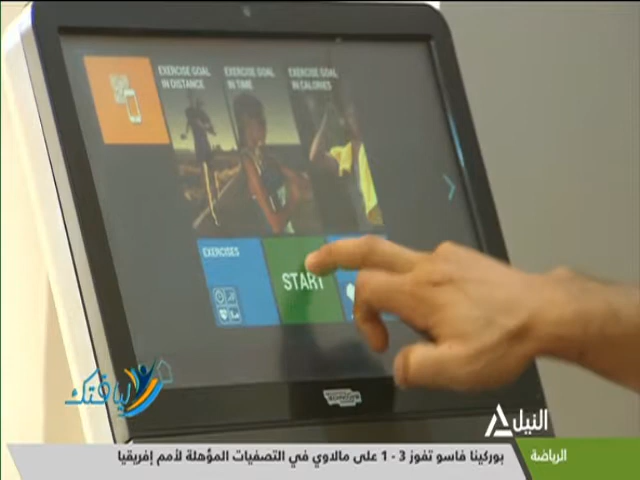 EXERCISE GOAL
IN DISTANCE
EXERCISE GOAL
IN TIME
EXERCISE GOAL
IN CALORIES
EXERCISES
START
لياقتك
النيل
الرياضة
بوركينا فاسو تفوز 3 - 1 على مالاوي في التصفيات المؤهلة لأمم إفريقيا